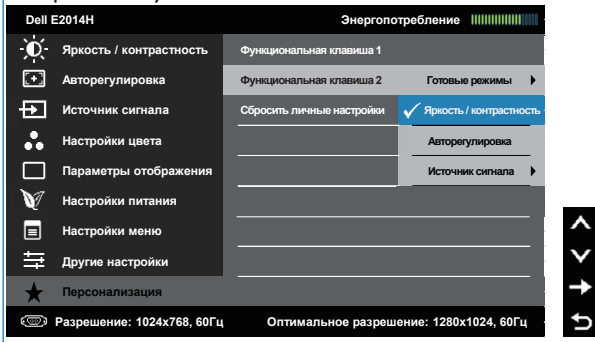 Dell E2014H Энергопотребление
Яркость / контрастность Функциональная клавиша 1
Авторегулировка Функциональная клавиша 2 Готовые режимы
Источник сигнала Сбросить личные настройки Яркость / контрастность
Настройки цвета Авторегулировка
Параметры отображения Источник сигнала
Настройки питания
Настройки меню
Другие настройки
Персонализация
Разрешение: 1024x768, 60Гц Оптимальное разрешение: 1280x1024, 60Гц